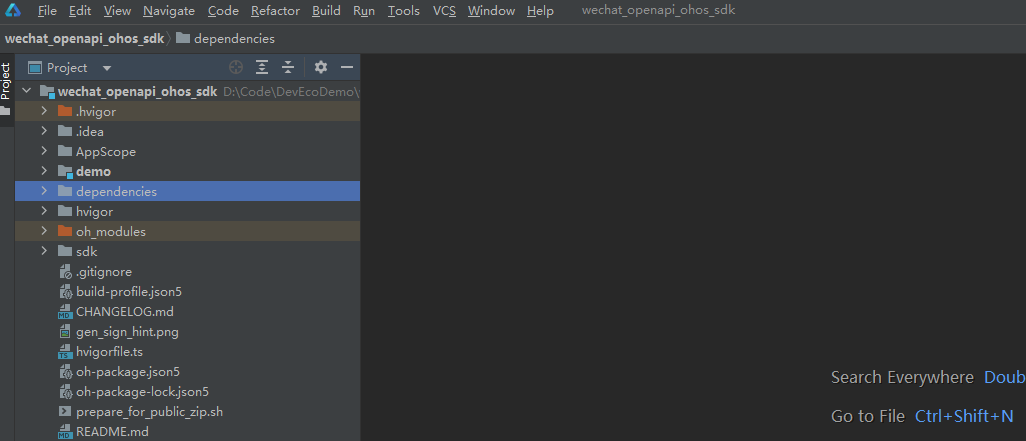 File Edit View Navigate Code Refactor Build Run Tools VCS Window Help wechat_openapi_ohos_sdk
wechat_openapi_ohos_sdk dependencies
Project
Project
wechat_openapi_ohos_sdk D:\Code\DevEcoDemo\
.hvigor
.idea
AppScope
demo
dependencies
hvigor
oh_modules
sdk
.gitignore
build-profile.json5
CHANGELOG.md
gen_sign_hint.png
hvigorfile.ts
oh-package.json5
oh-package-lock.json5
prepare_for_public_zip.sh
README.md
Search Everywhere Doub
Go to File Ctrl+Shift+N